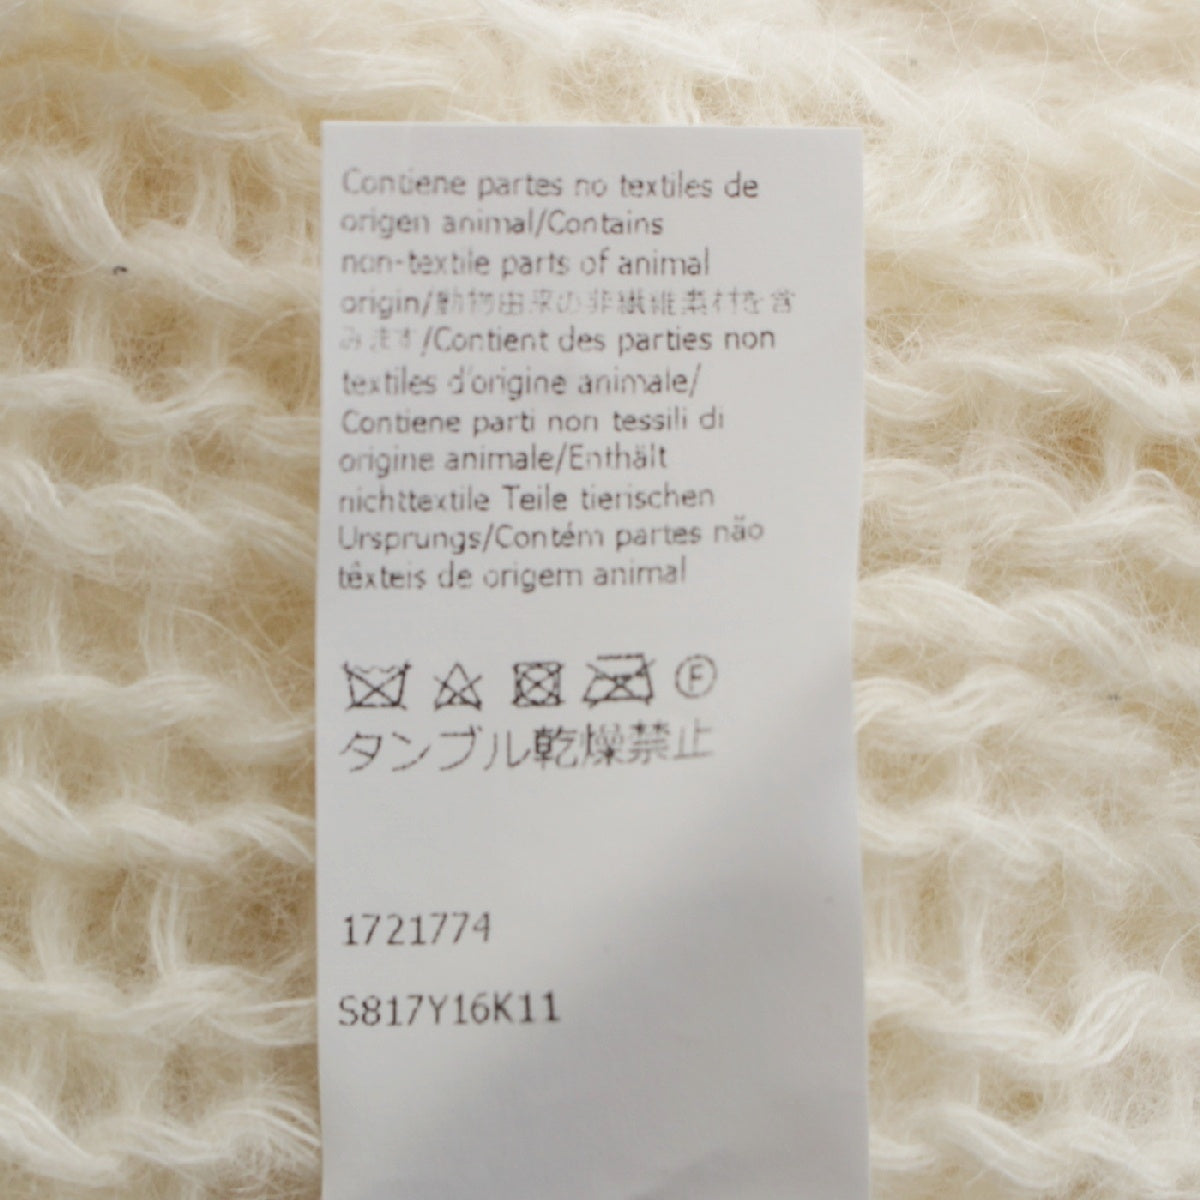 Contiene partes no textiles de
origen animal/Contains
non-textile parts of animal
origin/動物由来の非繊維素材を含
みます/Contient des parties non
textiles d'origine animale/
Contiene parti non tessili di
origine animale/Enthält
nichttextile Teile tierischen
Ursprungs/Contém partes não
têxteis de origem animal
F
タンブル乾燥禁止
1721774
S817Y16K11